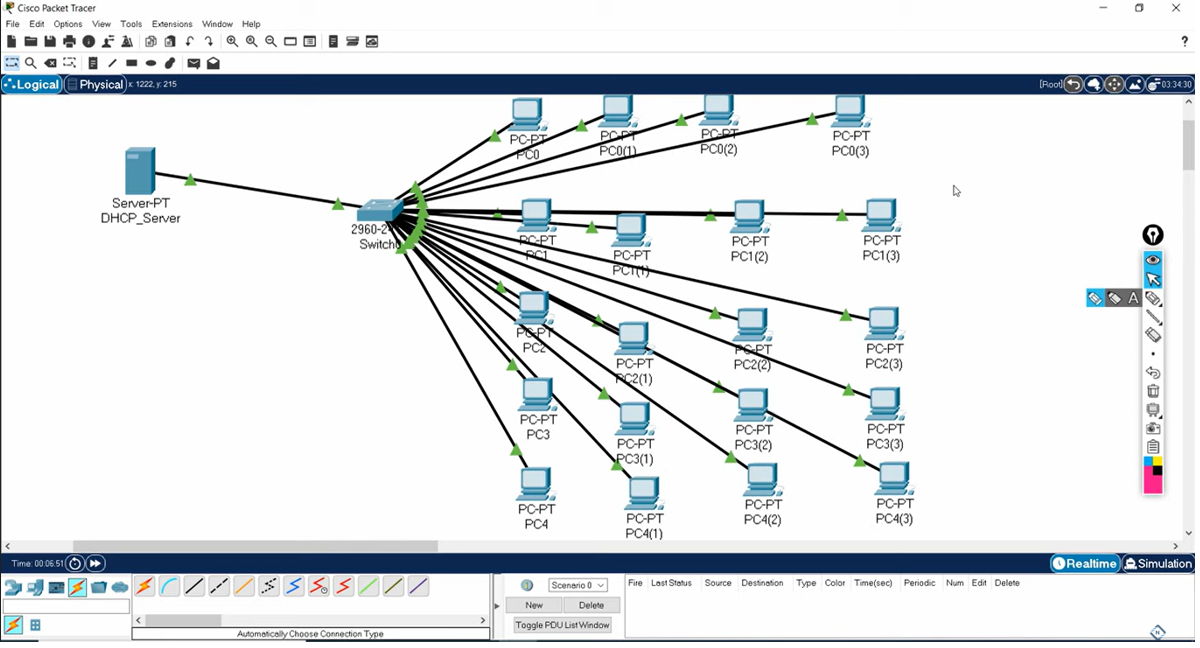 Cisco Packet Tracer
File Edit Options View Tools Extensions Window Help
?
Logical Physical x: 1222, y: 215 [Root] 03:34:30
PC-PT PC-PT PC-PT PC-PT
PC0 PC0(1) PC0(2) PC0(3)
Server-PT
DHCP_Server
2960-2
Switch0
PC-PT PC-PT PC-PT PC-PT
PC1 PC1(1) PC1(2) PC1(3)
PC-PT PC-PT PC-PT PC-PT
PC2 PC2(1) PC2(2) PC2(3)
PC-PT PC-PT PC-PT PC-PT
PC3 PC3(1) PC3(2) PC3(3)
PC-PT PC-PT PC-PT PC-PT
PC4 PC4(1) PC4(2) PC4(3)
A
Time: 00:06:51 Realtime Simulation
Scenario 0
New Delete
Toggle PDU List Window
Fire Last Status Source Destination Type Color Time(sec) Periodic Num Edit Delete
Automatically Choose Connection Type